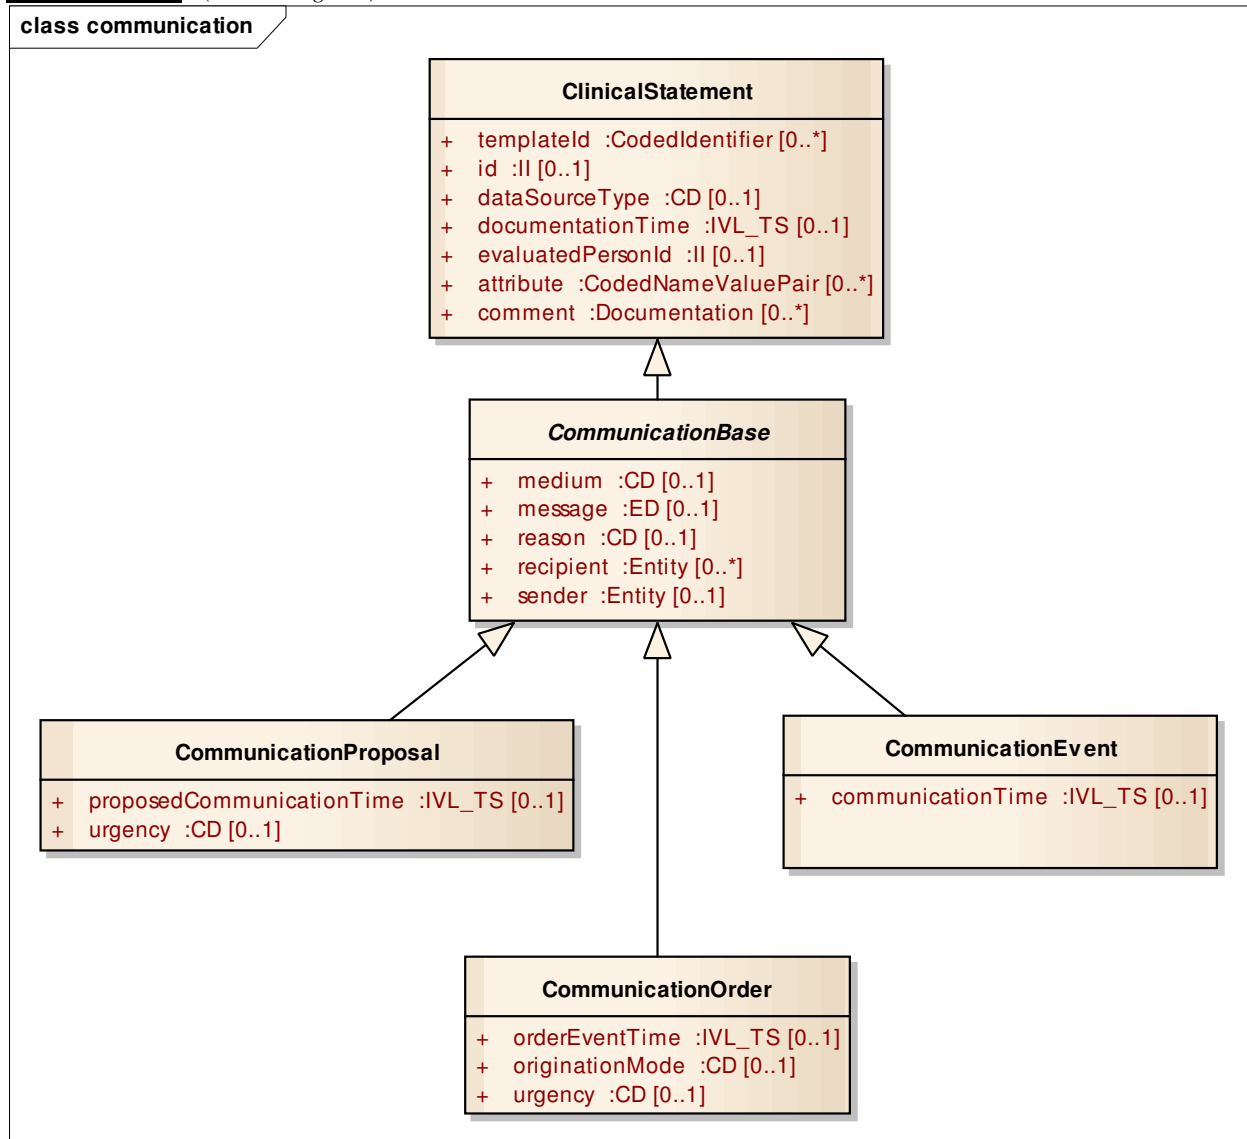 class communication
ClinicalStatement
+ templateId :CodedIdentifier [0..*]
+ id :II [0..1]
+ dataSourceType :CD [0..1]
+ documentationTime :IVL_TS [0..1]
+ evaluatedPersonId :II [0..1]
+ attribute :CodedNameValuePair [0..*]
+ comment :Documentation [0..*]
CommunicationBase
+ medium :CD [0..1]
+ message :ED [0..1]
+ reason :CD [0..1]
+ recipient :Entity [0..*]
+ sender :Entity [0..1]
CommunicationProposal
+ proposedCommunicationTime :IVL_TS [0..1]
+ urgency :CD [0..1]
CommunicationEvent
+ communicationTime :IVL_TS [0..1]
CommunicationOrder
+ orderEventTime :IVL_TS [0..1]
+ originationMode :CD [0..1]
+ urgency :CD [0..1]